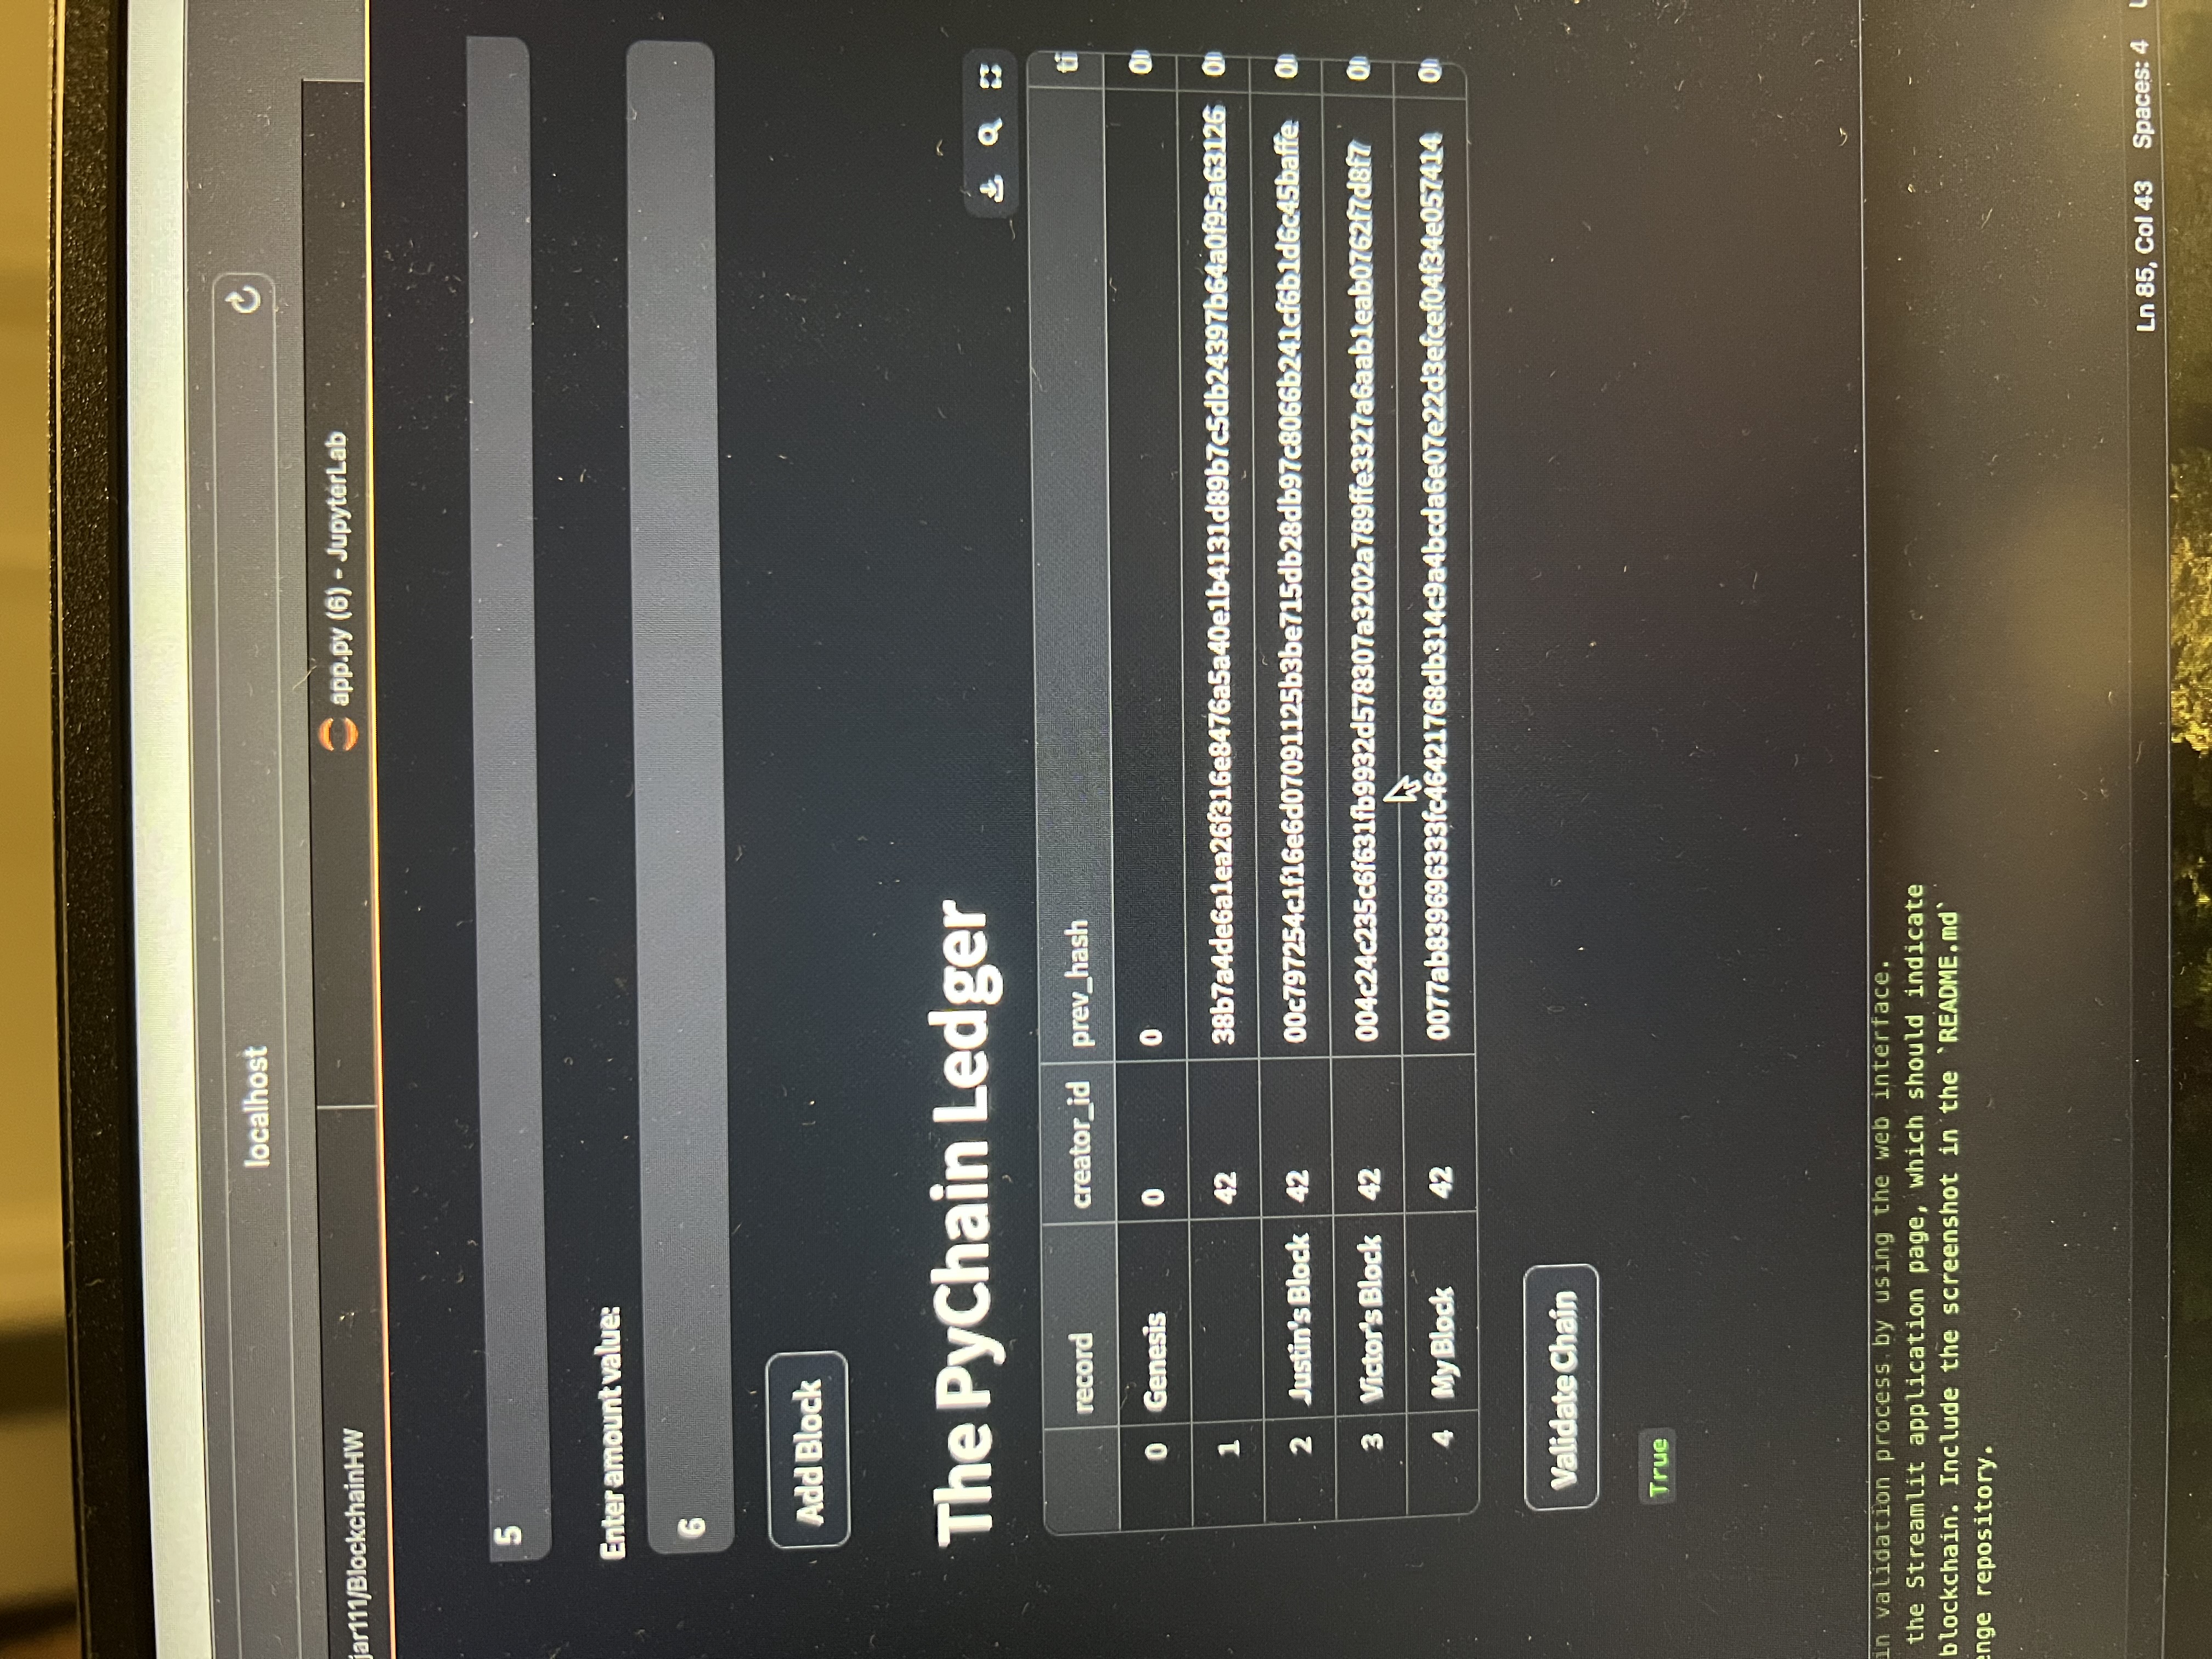 localhost
jar111/BlockchainHW
app.py (6) - JupyterLab
5
Enter amount value:
6
Add Block
The PyChain Ledger
record creator_id prev_hash ti
0 Genesis 0 0 0
1 42 38b7a4de6a1ea26f316e8476a5a40e1b4131d89b7c5db24397b64a0f95a63126 0
2 Justin's Block 42 00c797254c1f16e6d07091125b3be715db28db97c8066b241cf6b1d6c45baffe 0
3 Victor's Block 42 004c24c235c6f631fb9932d578307a3202a789ffe3327a6aab1eab0762f7d8f7 0
4 My Block 42 0077ab839696333fc46421768db314c9a4bcda6e07e22d3efcef04f34e057414 0
Validate Chain
True
in validation process by using the web interface.
the Streamlit application page, which should indicate
blockchain. Include the screenshot in the `README.md`
enge repository.
Ln 85, Col 43 Spaces: 4